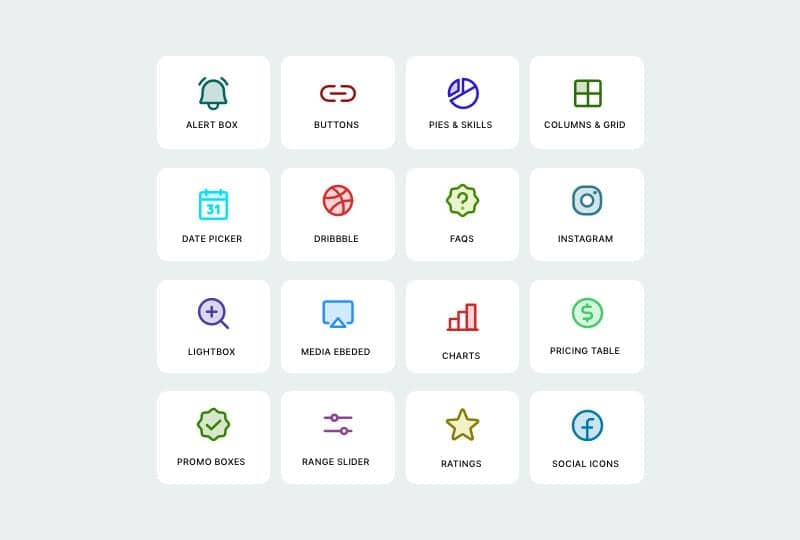 ALERT BOX
BUTTONS
PIES & SKILLS
COLUMNS & GRID
31
DATE PICKER
DRIBBBLE
?
FAQS
INSTAGRAM
LIGHTBOX
MEDIA EBEDED
CHARTS
$
PRICING TABLE
PROMO BOXES
RANGE SLIDER
RATINGS
f
SOCIAL ICONS